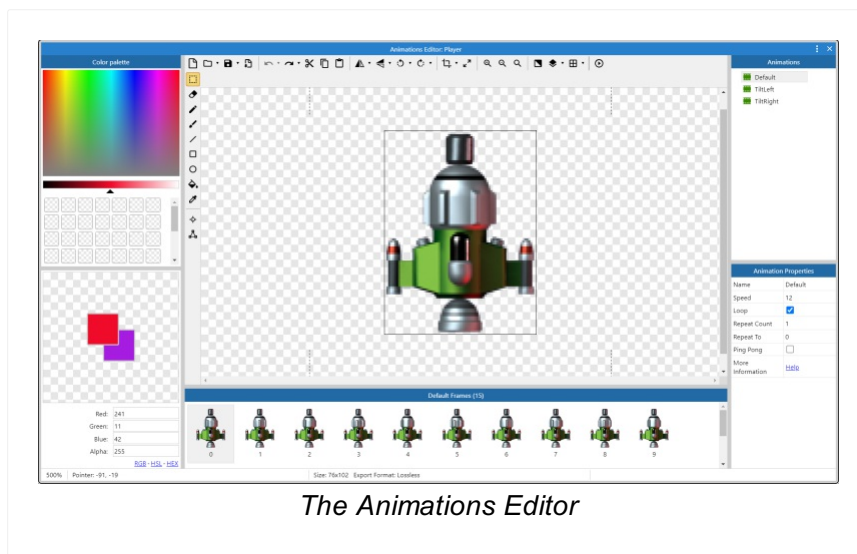 Animations Editor: Player
Color palette
Animations
Default
TiltLeft
TiltRight
Animation Properties
Name Default
Speed 12
Loop
Repeat Count 1
Repeat To 0
Ping Pong
More
Information Help
Default Frames (15)
0 1 2 3 4 5 6 7 8 9
Red: 241
Green: 11
Blue: 42
Alpha: 255
RGB - HSL - HEX
500% Pointer: -91, -19 Size: 76x102 Export Format: Lossless
The Animations Editor